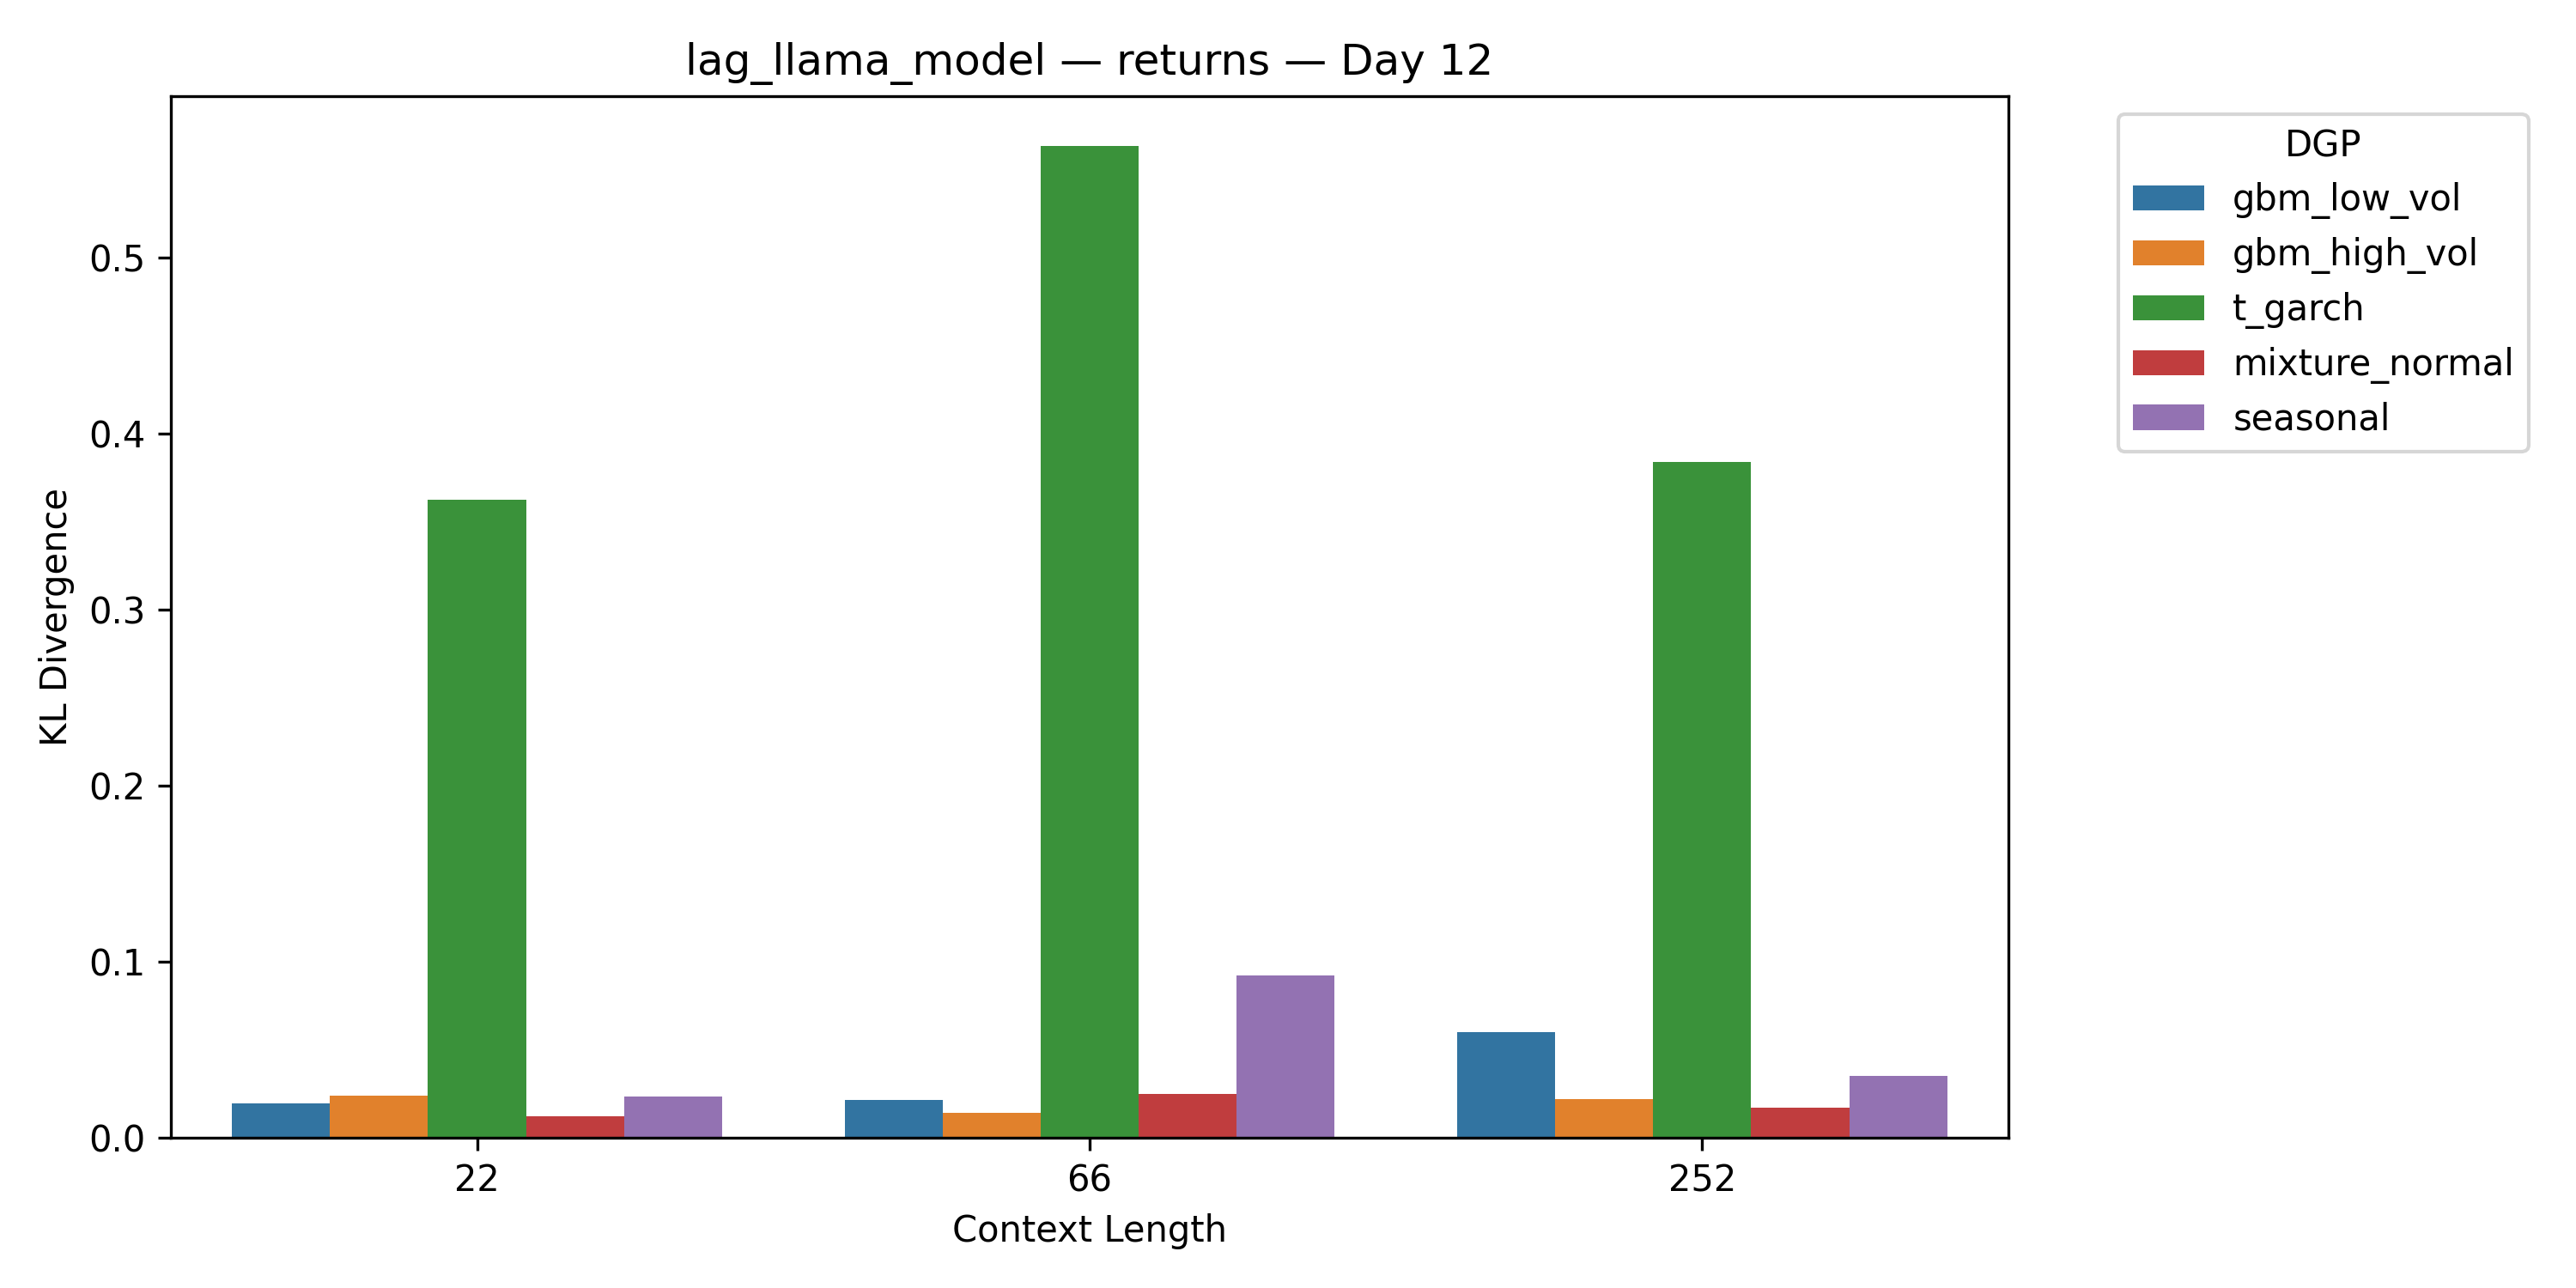 lag_llama_model — returns — Day 12
KL Divergence
0.5
0.4
0.3
0.2
0.1
0.0
22
66
252
Context Length
DGP
gbm_low_vol
gbm_high_vol
t_garch
mixture_normal
seasonal